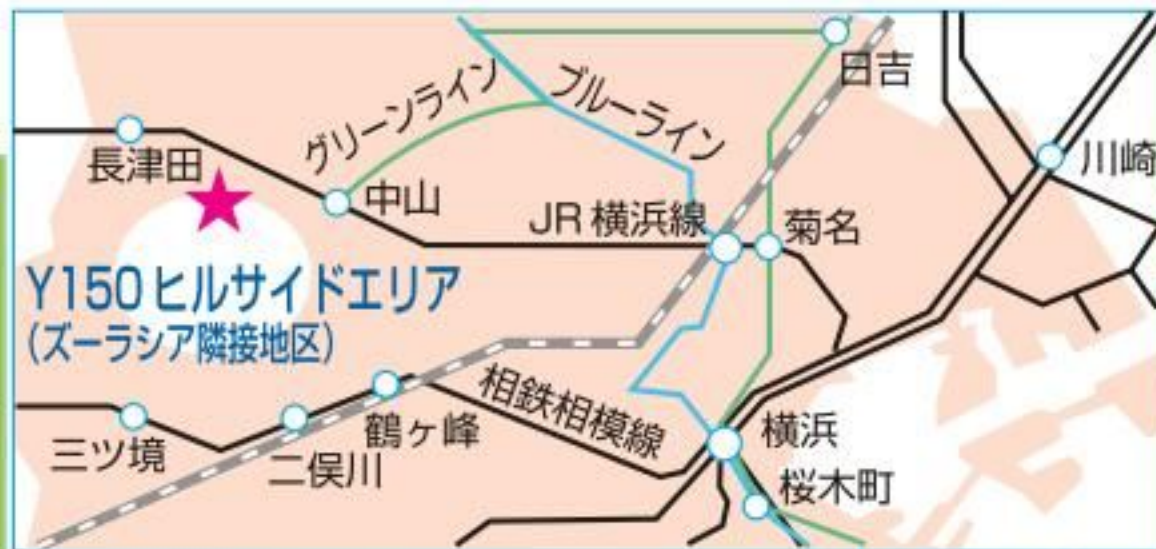 日吉
グリーンライン
ブルーライン
長津田
中山
JR 横浜線
菊名
川崎
Y150 ヒルサイドエリア
(ズーラシア隣接地区)
相鉄相模線
三ツ境
二俣川
鶴ヶ峰
横浜
桜木町